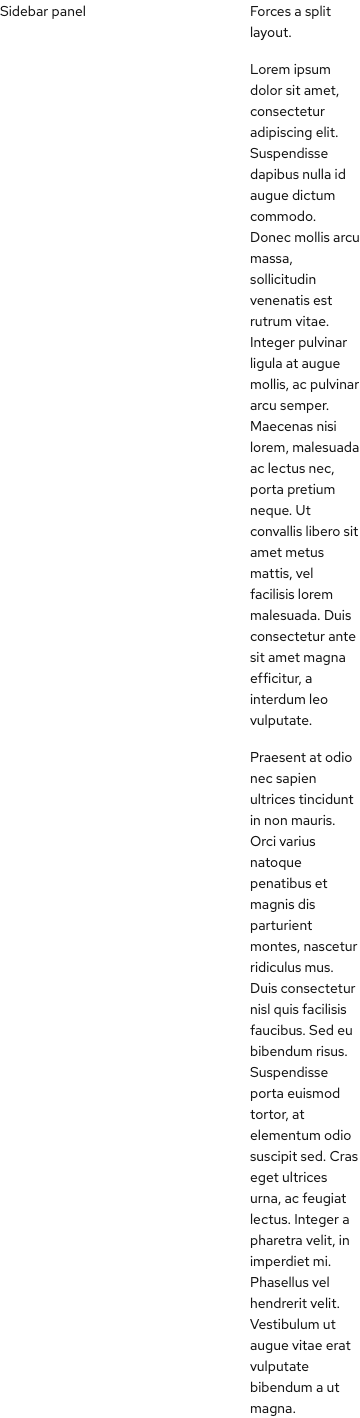 Sidebar panel
Forces a split
layout.
Lorem ipsum
dolor sit amet,
consectetur
adipiscing elit.
Suspendisse
dapibus nulla id
augue dictum
commodo.
Donec mollis arcu
massa,
sollicitudin
venenatis est
rutrum vitae.
Integer pulvinar
ligula at augue
mollis, ac pulvinar
arcu semper.
Maecenas nisi
lorem, malesuada
ac lectus nec,
porta pretium
neque. Ut
convallis libero sit
amet metus
mattis, vel
facilisis lorem
malesuada. Duis
consectetur ante
sit amet magna
efficitur, a
interdum leo
vulputate.
Praesent at odio
nec sapien
ultrices tincidunt
in non mauris.
Orci varius
natoque
penatibus et
magnis dis
parturient
montes, nascetur
ridiculus mus.
Duis consectetur
nisl quis facilisis
faucibus. Sed eu
bibendum risus.
Suspendisse
porta euismod
tortor, at
elementum odio
suscipit sed. Cras
eget ultrices
urna, ac feugiat
lectus. Integer a
pharetra velit, in
imperdiet mi.
Phasellus vel
hendrerit velit.
Vestibulum ut
augue vitae erat
vulputate
bibendum a ut
magna.